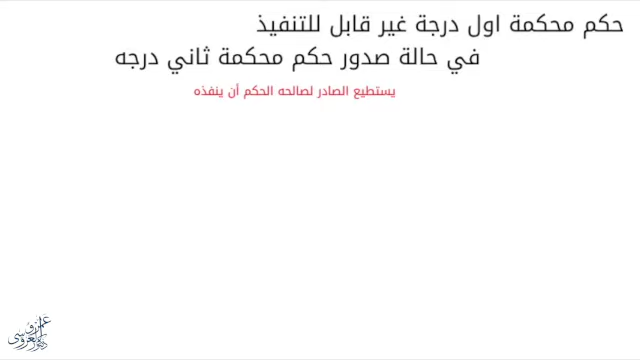 حكم محكمة اول درجة غير قابل للتنفيذ
في حالة صدور حكم محكمة ثاني درجه
يستطيع الصادر لصالحه الحكم أن ينفذه